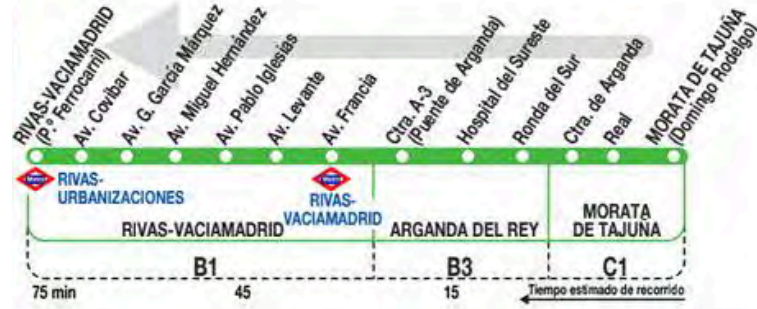 RIVAS-VACIAMADRID
(P.º Ferrocarril)
Av. Covibar
Av. G. García Márquez
Av. Miguel Hernández
Av. Pablo Iglesias
Av. Levante
Av. Francia
Ctra. A-3
(Puente de Arganda)
Hospital del Sureste
Ronda del Sur
Ctra. de Arganda
Real
MORATA DE TAJUÑA
(Domingo Rodelgo)
RIVAS-
URBANIZACIONES
RIVAS-
VACIAMADRID
RIVAS-VACIAMADRID
ARGANDA DEL REY
MORATA
DE TAJUÑA
B1
B3
C1
75 min
45
15
Tiempo estimado de recorrido